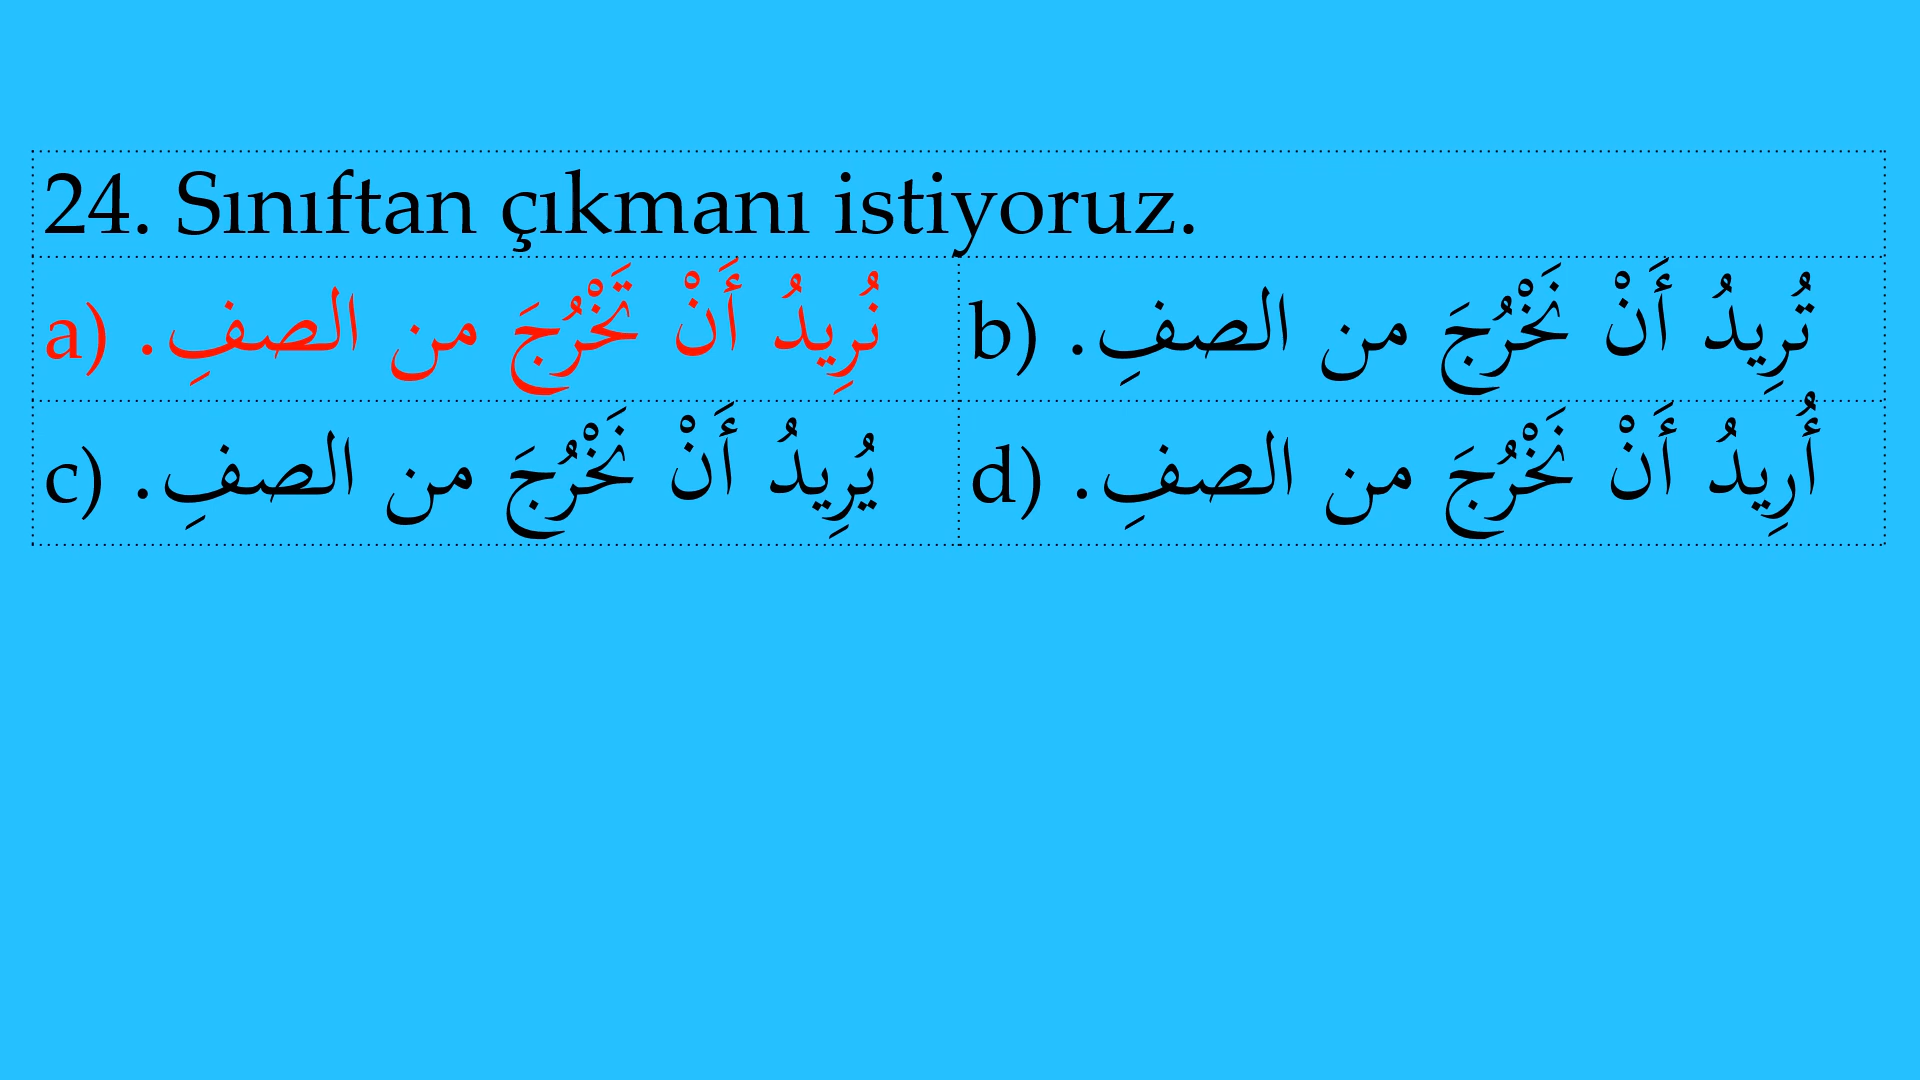 24. Sınıftan çıkmanı istiyoruz.
a) نُرِيدُ أَنْ تَخْرُجَ من الصفِ.
b) تُرِيدُ أَنْ نَخْرُجَ من الصفِ.
c) يُرِيدُ أَنْ نَخْرُجَ من الصفِ.
d) أُرِيدُ أَنْ نَخْرُجَ من الصفِ.